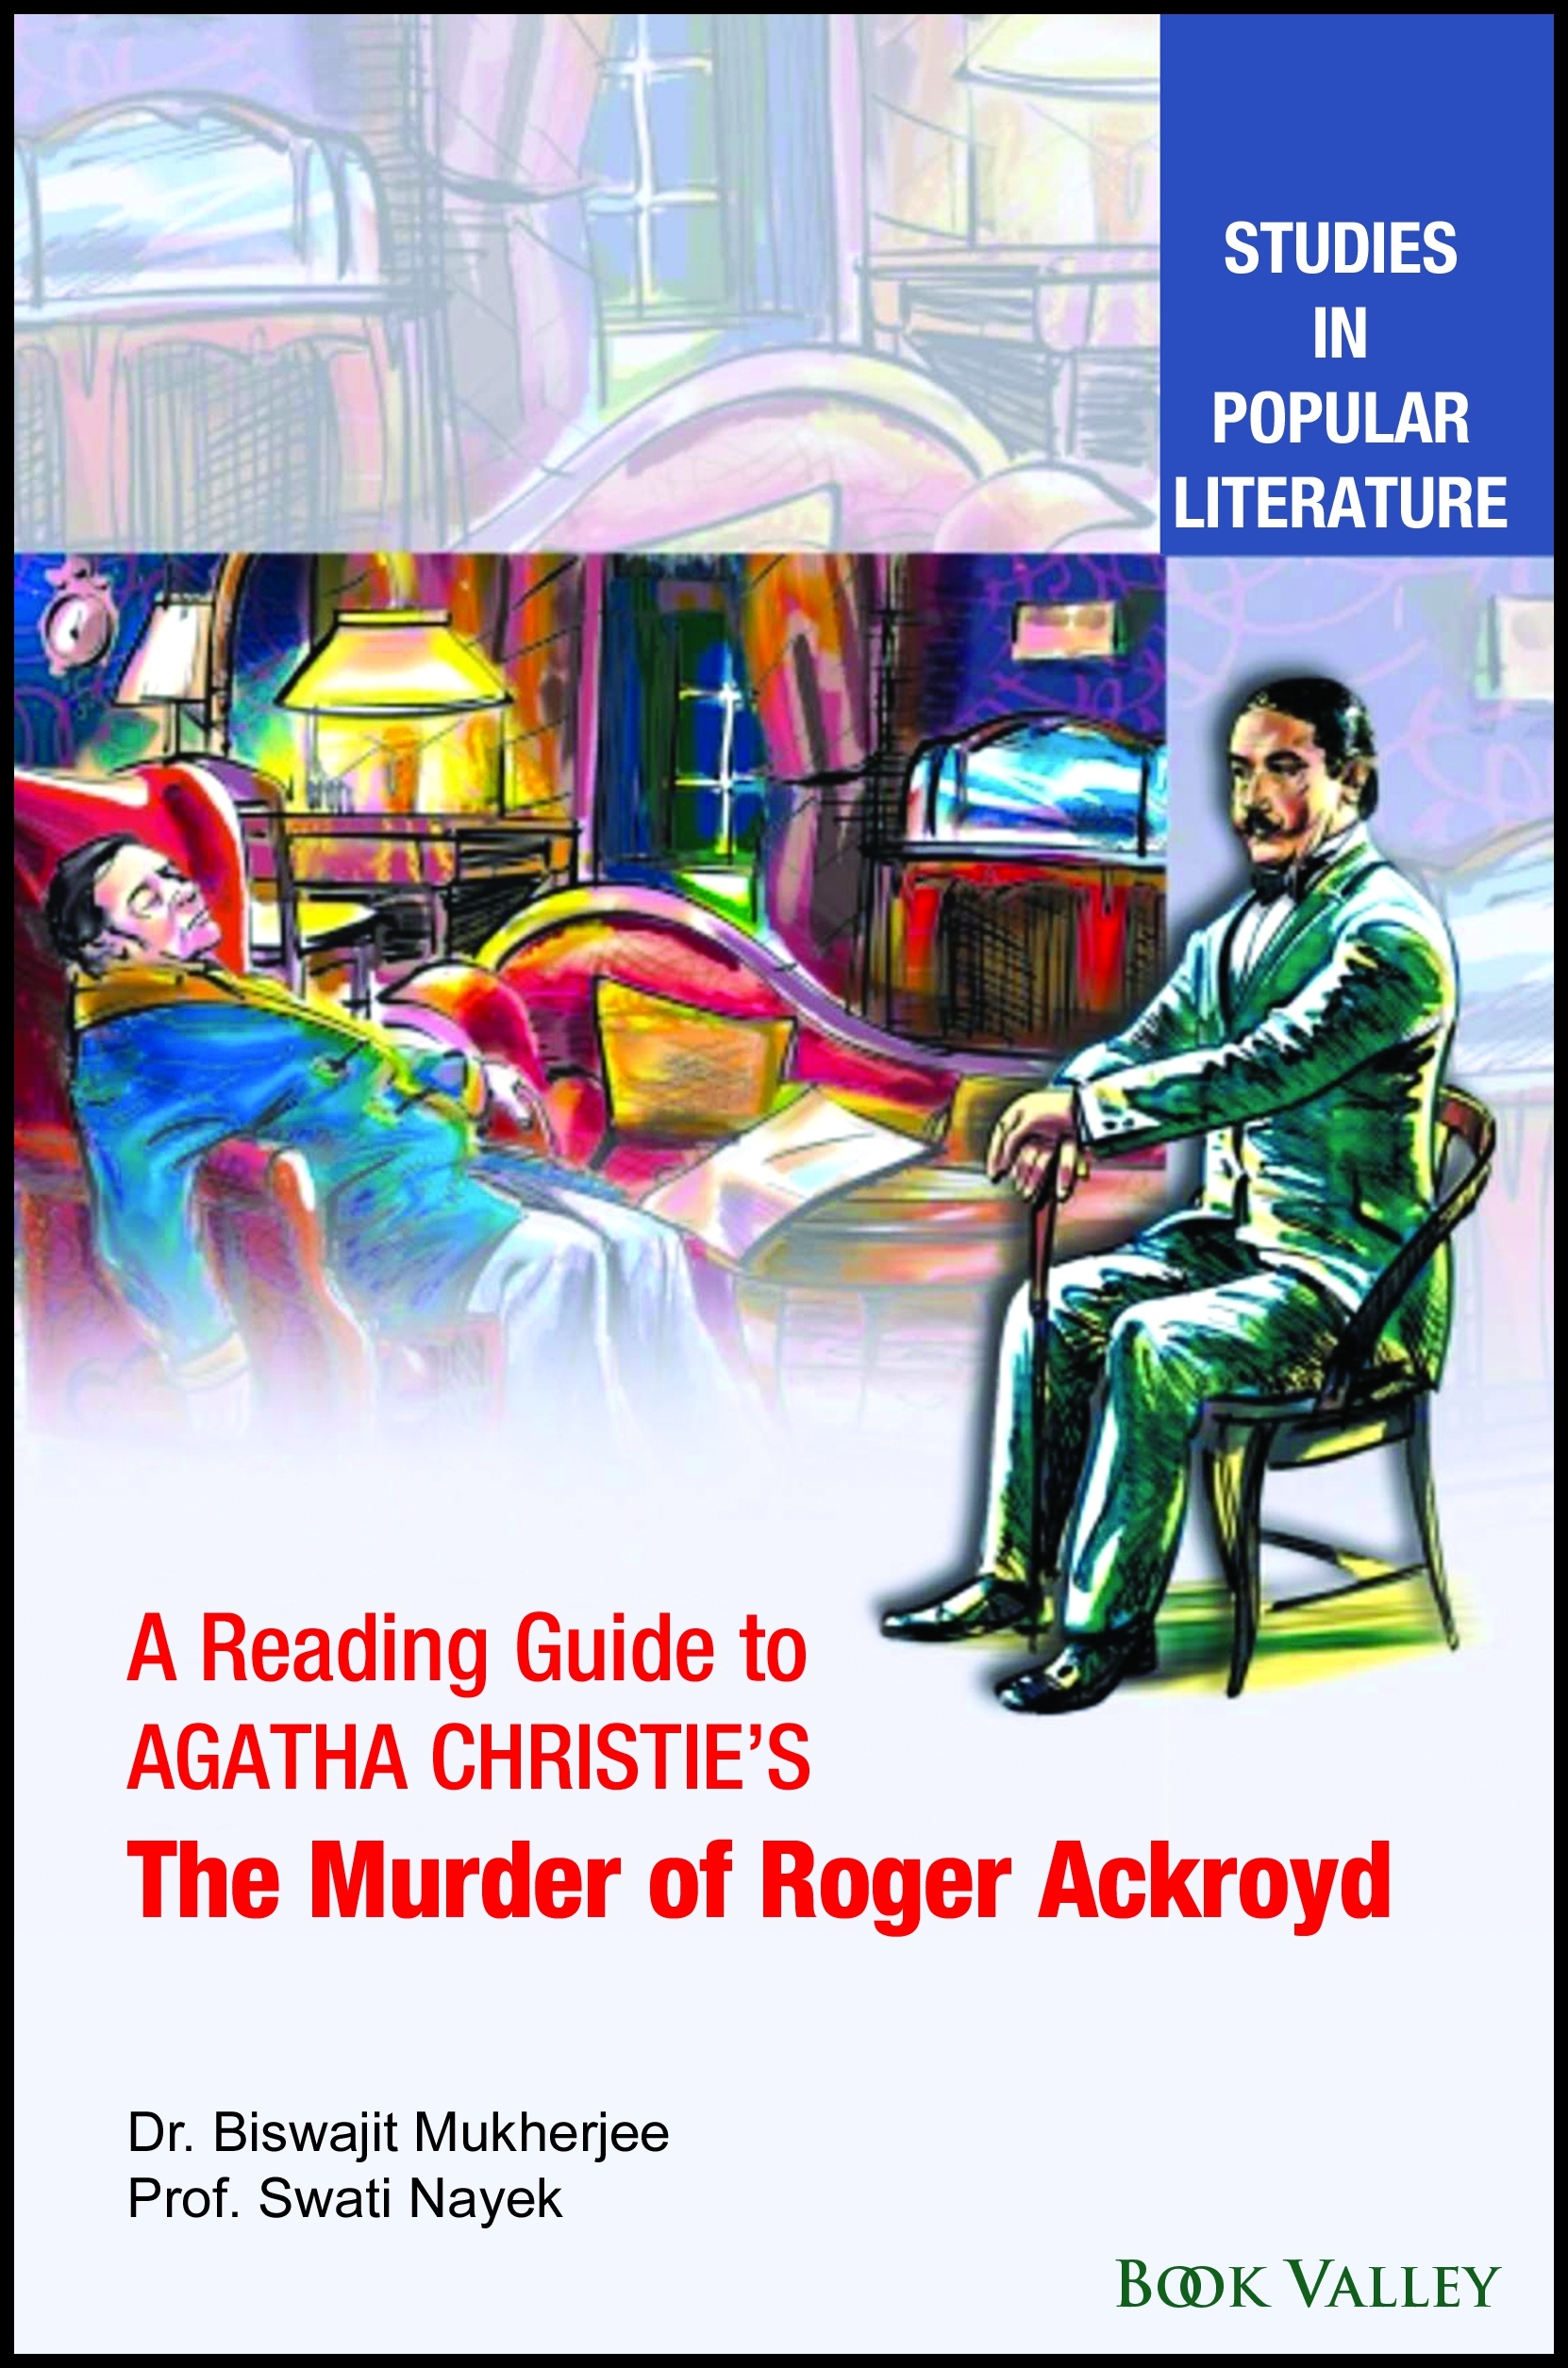 STUDIES
IN
POPULAR
LITERATURE
A Reading Guide to
AGATHA CHRISTIE’S
The Murder of Roger Ackroyd
Dr. Biswajit Mukherjee
Prof. Swati Nayek
BOOK VALLEY